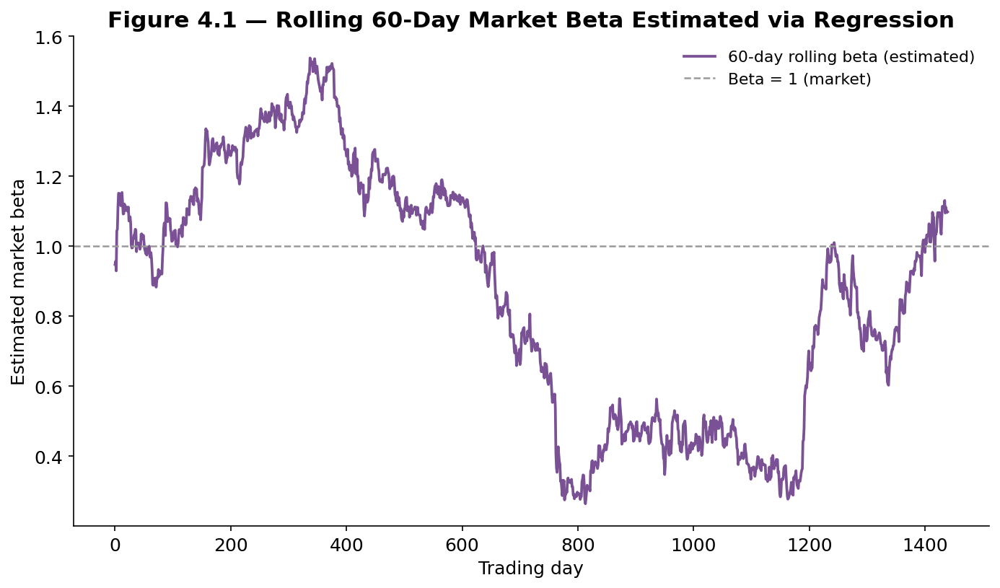 Figure 4.1 — Rolling 60-Day Market Beta Estimated via Regression
60-day rolling beta (estimated)
Beta = 1 (market)
Estimated market beta
1.6
1.4
1.2
1.0
0.8
0.6
0.4
0 200 400 600 800 1000 1200 1400
Trading day